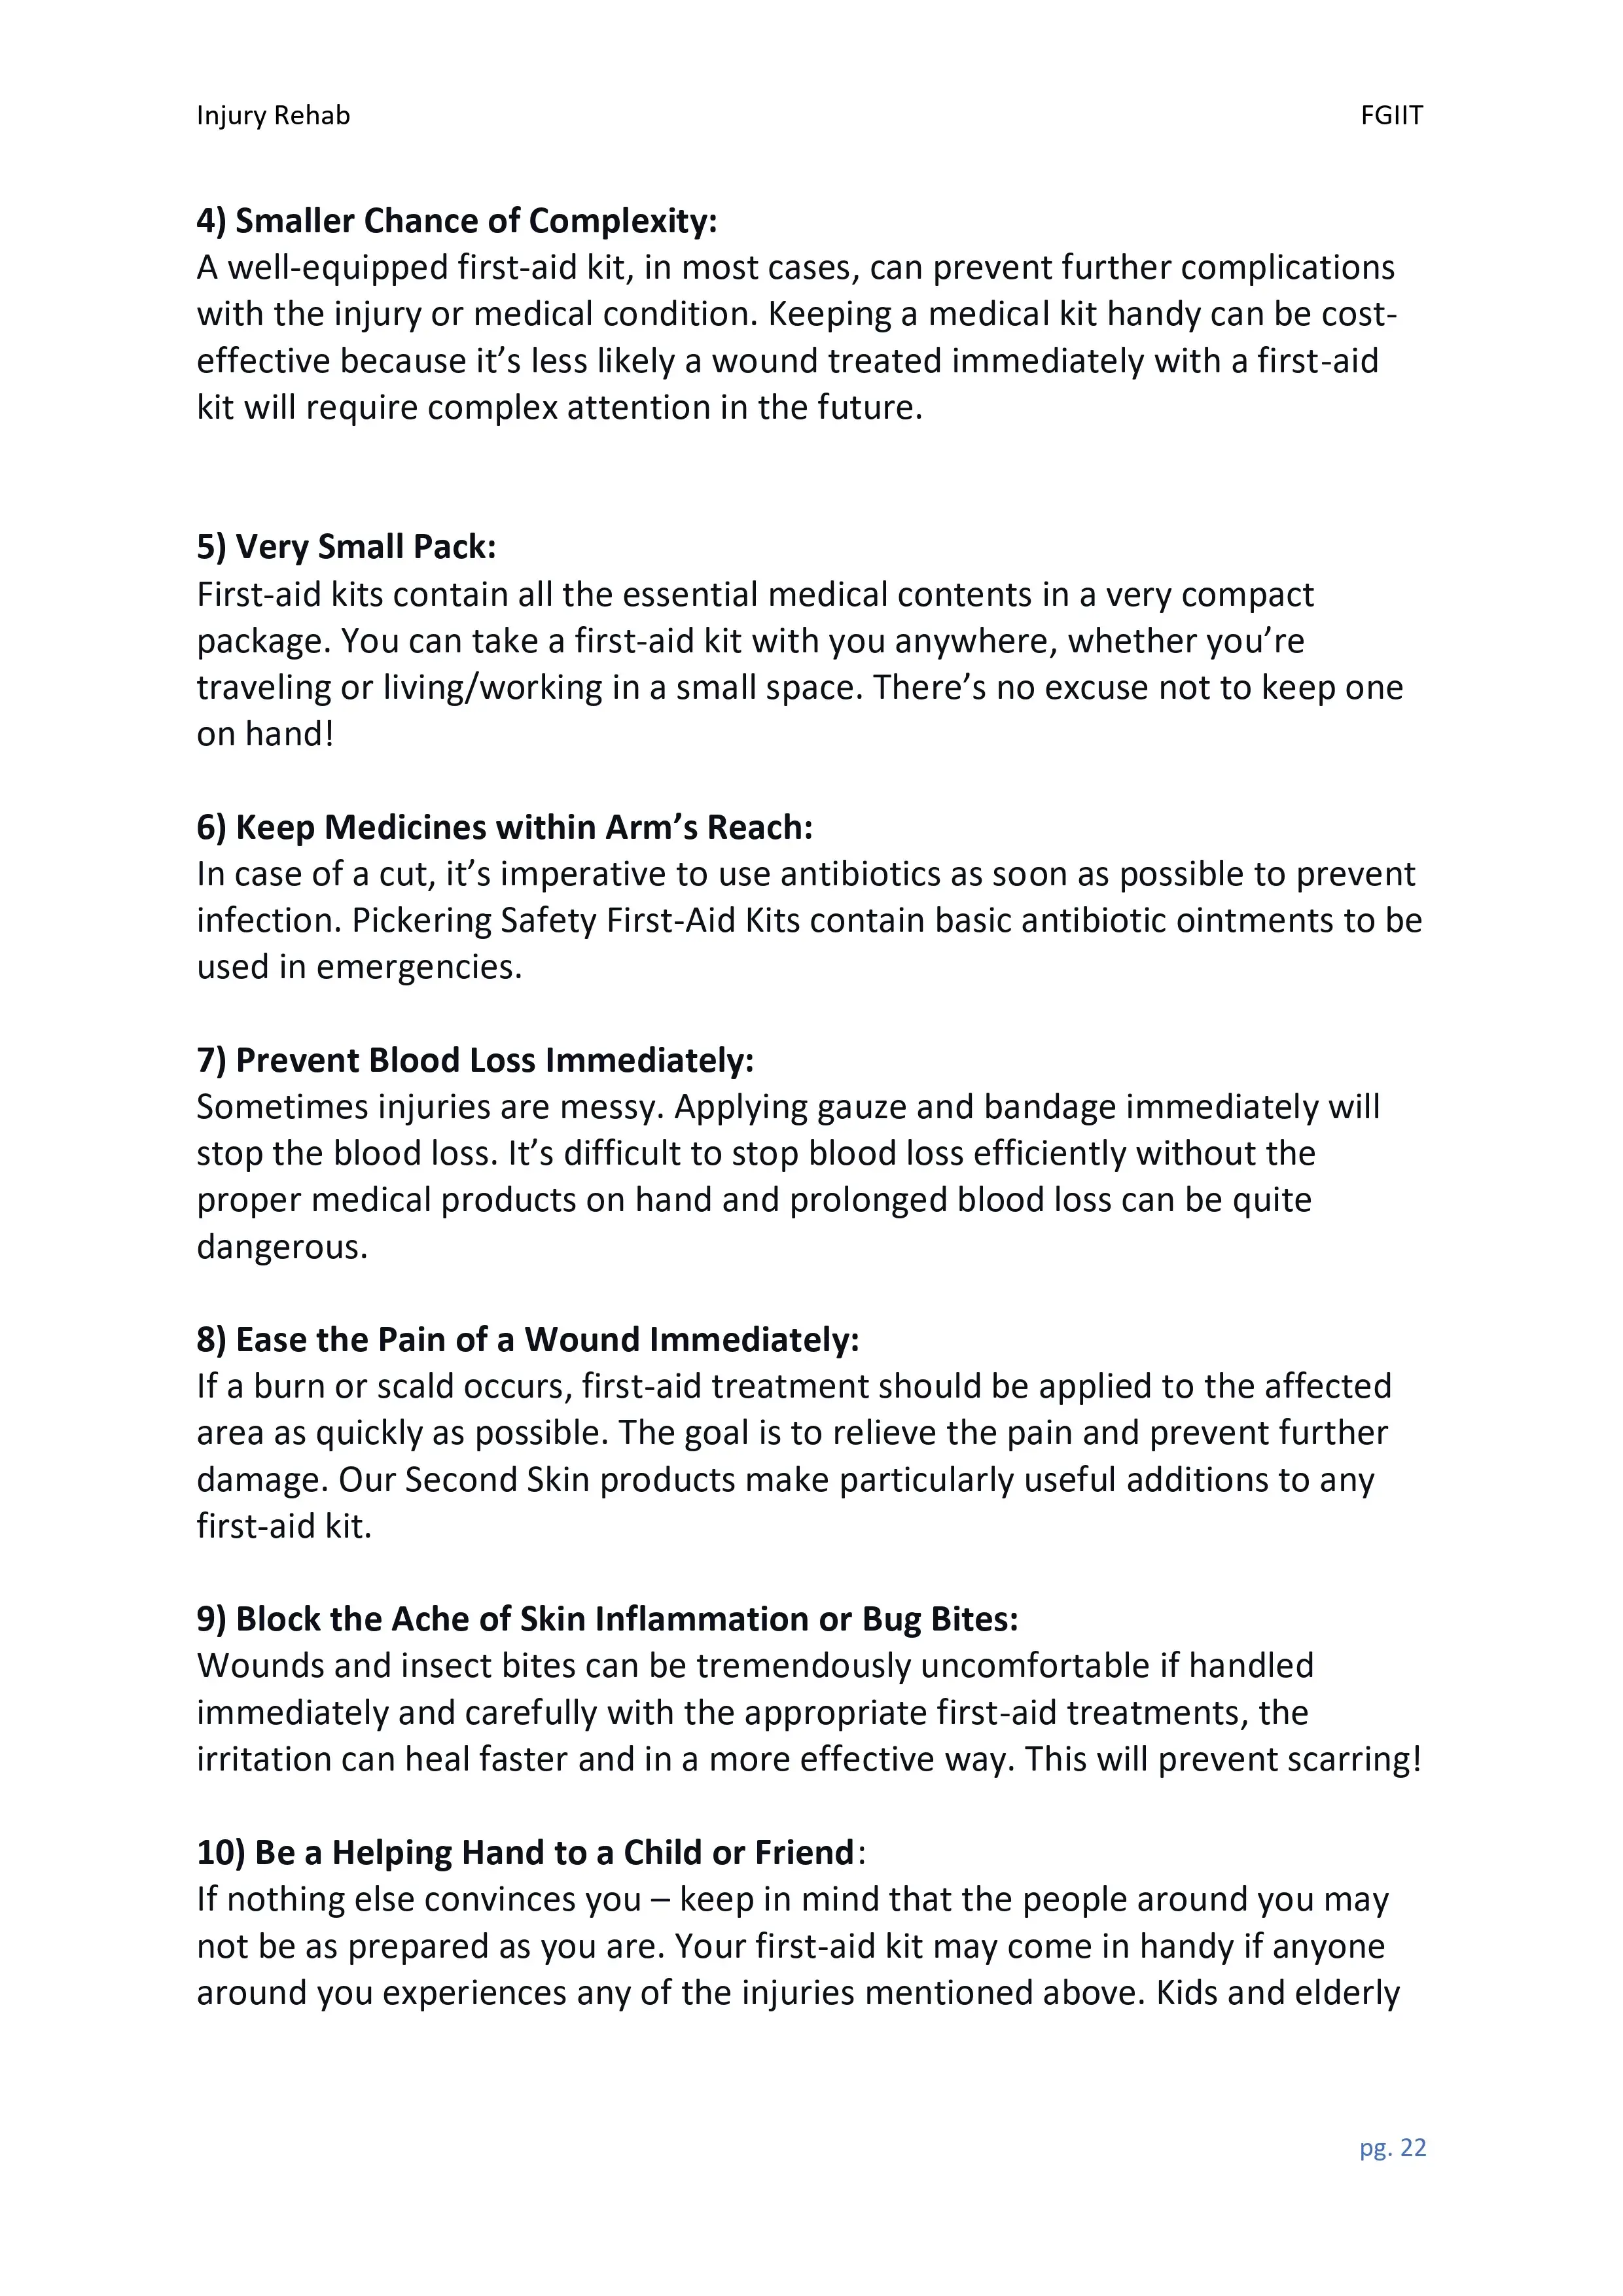 Injury Rehab FGIIT
4) Smaller Chance of Complexity:
A well-equipped first-aid kit, in most cases, can prevent further complications
with the injury or medical condition. Keeping a medical kit handy can be cost-
effective because it’s less likely a wound treated immediately with a first-aid
kit will require complex attention in the future.
5) Very Small Pack:
First-aid kits contain all the essential medical contents in a very compact
package. You can take a first-aid kit with you anywhere, whether you’re
traveling or living/working in a small space. There’s no excuse not to keep one
on hand!
6) Keep Medicines within Arm’s Reach:
In case of a cut, it’s imperative to use antibiotics as soon as possible to prevent
infection. Pickering Safety First-Aid Kits contain basic antibiotic ointments to be
used in emergencies.
7) Prevent Blood Loss Immediately:
Sometimes injuries are messy. Applying gauze and bandage immediately will
stop the blood loss. It’s difficult to stop blood loss efficiently without the
proper medical products on hand and prolonged blood loss can be quite
dangerous.
8) Ease the Pain of a Wound Immediately:
If a burn or scald occurs, first-aid treatment should be applied to the affected
area as quickly as possible. The goal is to relieve the pain and prevent further
damage. Our Second Skin products make particularly useful additions to any
first-aid kit.
9) Block the Ache of Skin Inflammation or Bug Bites:
Wounds and insect bites can be tremendously uncomfortable if handled
immediately and carefully with the appropriate first-aid treatments, the
irritation can heal faster and in a more effective way. This will prevent scarring!
10) Be a Helping Hand to a Child or Friend:
If nothing else convinces you – keep in mind that the people around you may
not be as prepared as you are. Your first-aid kit may come in handy if anyone
around you experiences any of the injuries mentioned above. Kids and elderly
pg. 22